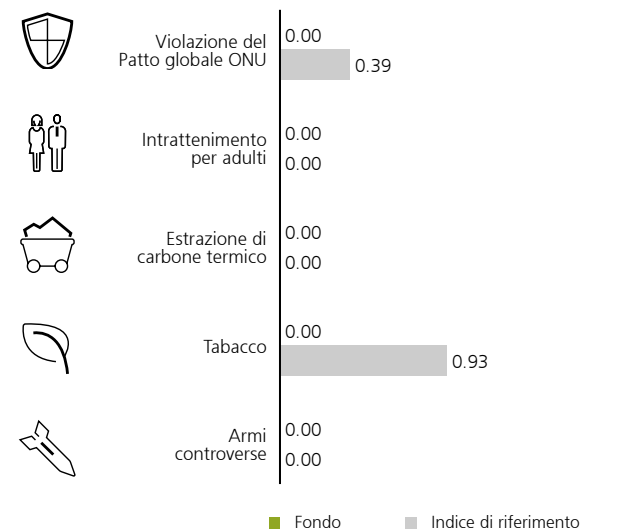 0.00
Violazione del
Patto globale ONU
0.39
0.00
Intrattenimento
per adulti
0.00
0.00
Estrazione di
carbone termico
0.00
0.00
Tabacco
0.93
0.00
Armi
controverse
0.00
Fondo Indice di riferimento